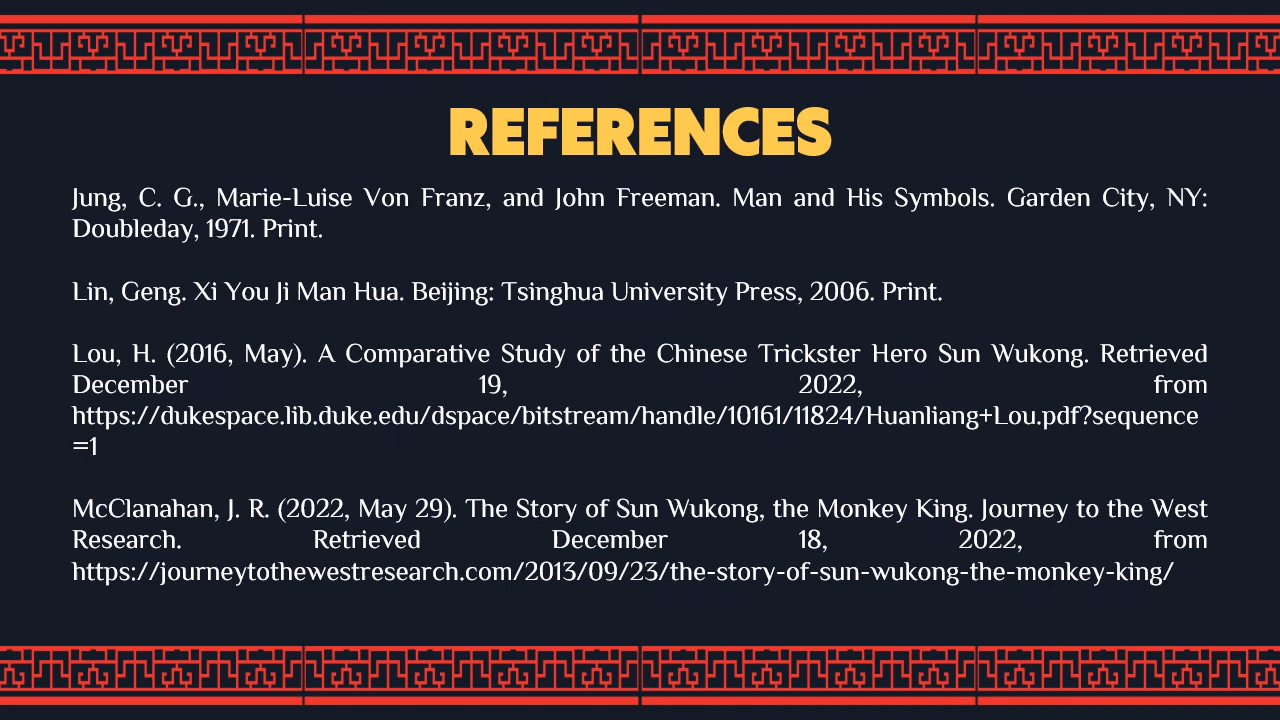 REFERENCES
Jung, C. G., Marie-Luise Von Franz, and John Freeman. Man and His Symbols. Garden City, NY:
Doubleday, 1971. Print.
Lin, Geng. Xi You Ji Man Hua. Beijing: Tsinghua University Press, 2006. Print.
Lou, H. (2016, May). A Comparative Study of the Chinese Trickster Hero Sun Wukong. Retrieved
December 19, 2022, from
https://dukespace.lib.duke.edu/dspace/bitstream/handle/10161/11824/Huanliang+Lou.pdf?sequence
=1
McClanahan, J. R. (2022, May 29). The Story of Sun Wukong, the Monkey King. Journey to the West
Research. Retrieved December 18, 2022, from
https://journeytothewestresearch.com/2013/09/23/the-story-of-sun-wukong-the-monkey-king/